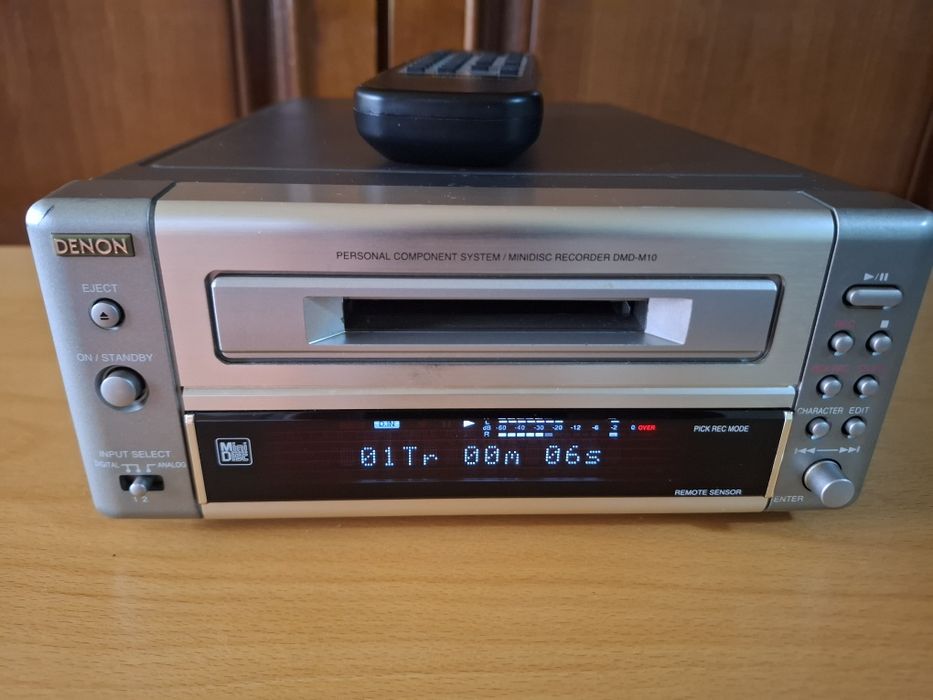 PERSONAL COMPONENT SYSTEM / MINIDISC RECORDER DMD-M10
DENON
EJECT
ON / STANDBY
INPUT SELECT
DIGITAL
ANALOG
1 2
Mini
Disc
D.IN
L
dB -60 -40 -30 -20 -12 -6 -2 0 OVER
R
01Tr 00m 06s
PICK REC MODE
REMOTE SENSOR
CHARACTER EDIT
ENTER